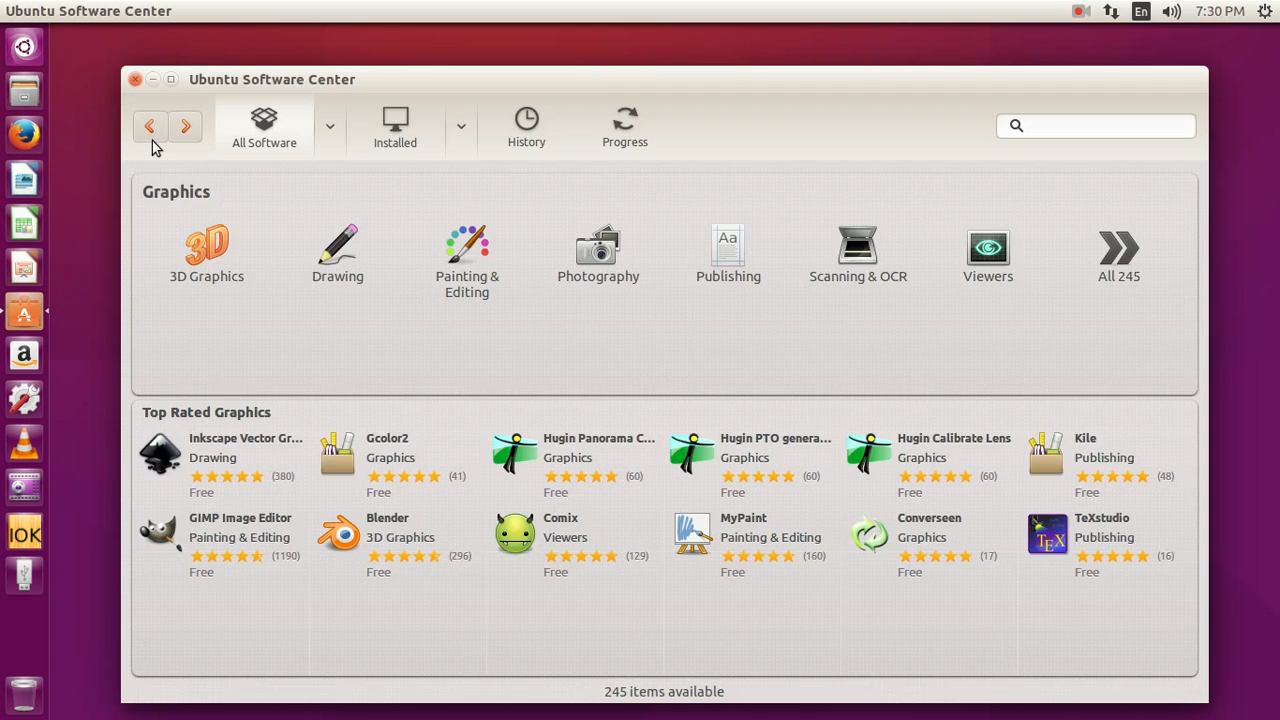 Ubuntu Software Center
En
7:30 PM
Ubuntu Software Center
All Software
Installed
History
Progress
Graphics
3D
3D Graphics
Drawing
Painting &
Editing
Photography
Aa
Publishing
Scanning & OCR
Viewers
All 245
Top Rated Graphics
Inkscape Vector Gr...
Drawing
(380)
Free
Gcolor2
Graphics
(41)
Free
Hugin Panorama C...
Graphics
(60)
Free
Hugin PTO genera...
Graphics
(60)
Free
Hugin Calibrate Lens
Graphics
(60)
Free
Kile
Publishing
(48)
Free
GIMP Image Editor
Painting & Editing
(1190)
Free
Blender
3D Graphics
(296)
Free
Comix
Viewers
(129)
Free
MyPaint
Painting & Editing
(160)
Free
Converseen
Graphics
(17)
Free
TEX
TeXstudio
Publishing
(16)
Free
245 items available
A
a
IOK